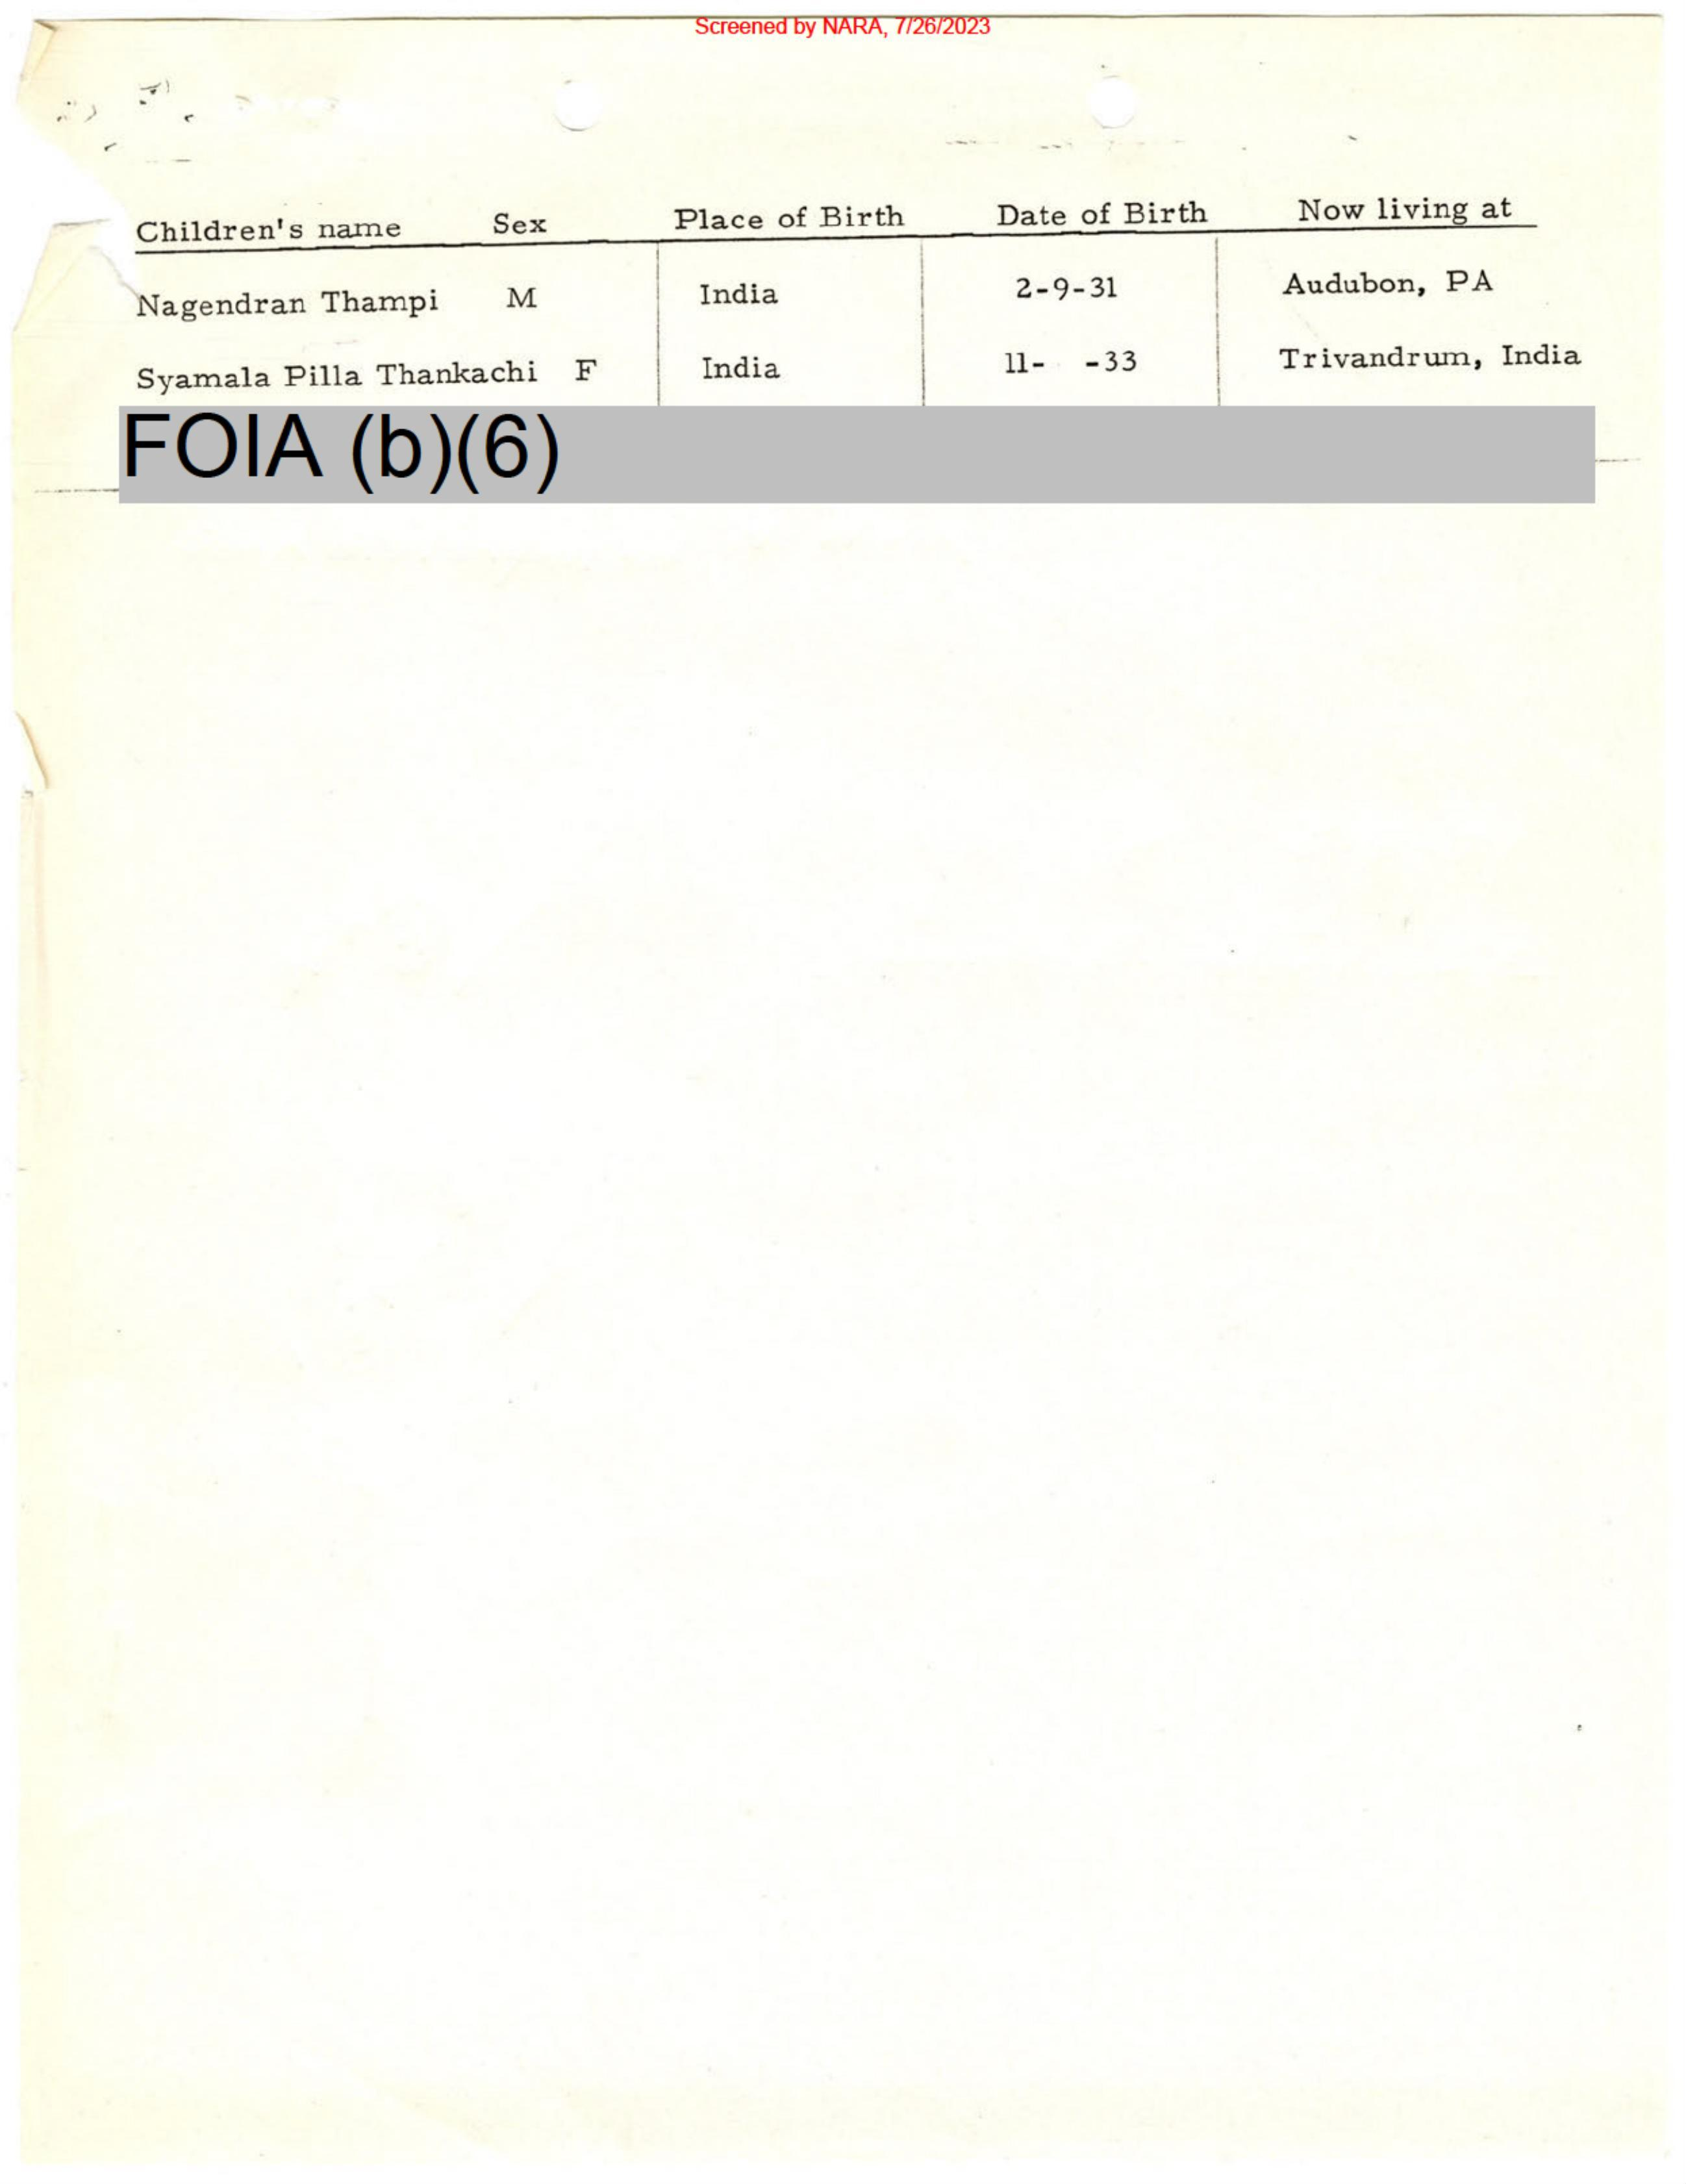 Screened by NARA, 7/26/2023
Children's name Sex Place of Birth Date of Birth Now living at
Nagendran Thampi M India 2-9-31 Audubon, PA
Syamala Pilla Thankachi F India 11- -33 Trivandrum, India
FOIA (b)(6)